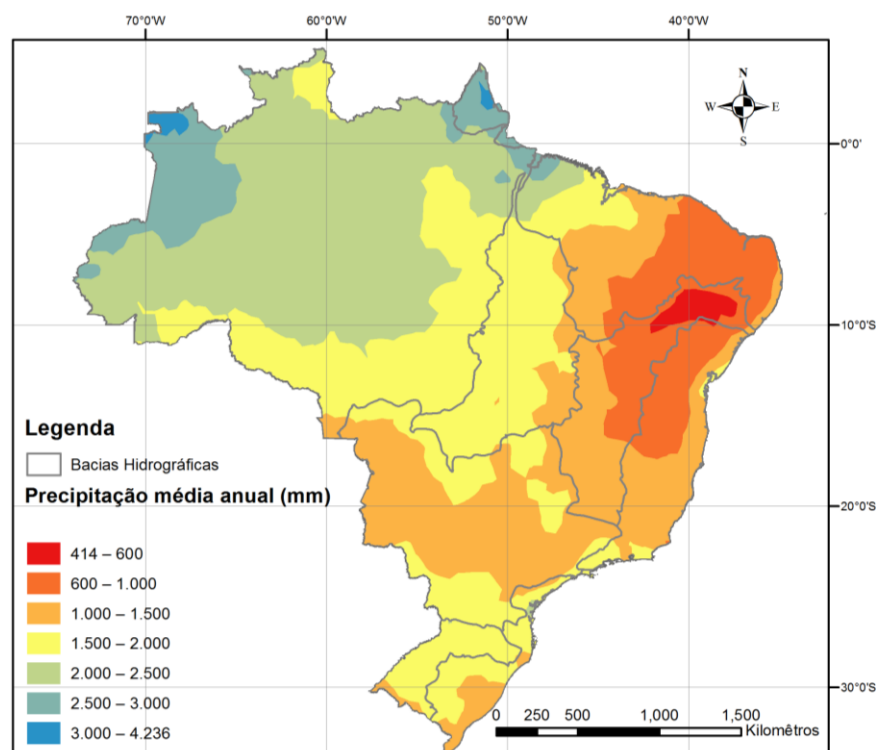 70°0'W 60°0'W 50°0'W 40°0'W
N
W E
S
0°0'
10°0'S
20°0'S
30°0'S
Legenda
Bacias Hidrográficas
Precipitação média anual (mm)
414 – 600
600 – 1.000
1.000 – 1.500
1.500 – 2.000
2.000 – 2.500
2.500 – 3.000
3.000 – 4.236
0 250 500 1,000 1,500
Kilomêtros